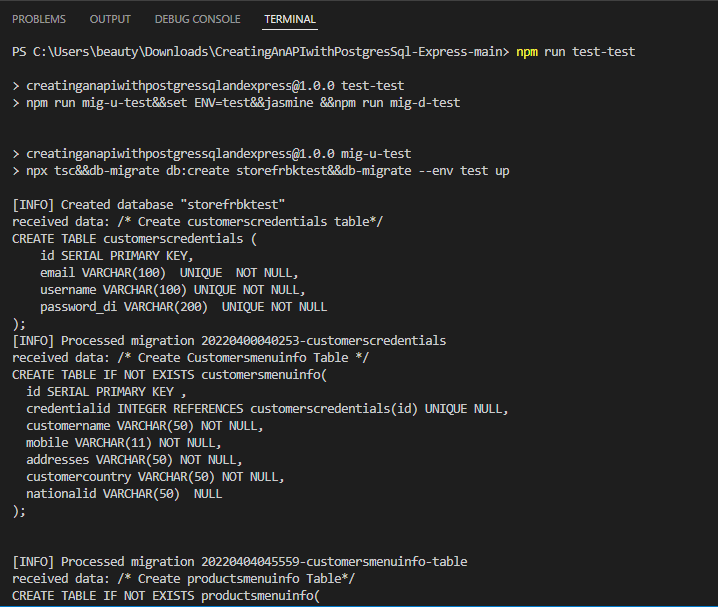 PROBLEMS OUTPUT DEBUG CONSOLE TERMINAL
PS C:\Users\beauty\Downloads\CreatingAnAPIwithPostgresSql-Express-main> npm run test-test
> creatinganapiwithpostgressqlandexpress@1.0.0 test-test
> npm run mig-u-test&&set ENV=test&&jasmine &&npm run mig-d-test
> creatinganapiwithpostgressqlandexpress@1.0.0 mig-u-test
> npx tsc&&db-migrate db:create storefrbktest&&db-migrate --env test up
[INFO] Created database "storefrbktest"
received data: /* Create customerscredentials table*/
CREATE TABLE customerscredentials (
    id SERIAL PRIMARY KEY,
    email VARCHAR(100)  UNIQUE  NOT NULL,
    username VARCHAR(100) UNIQUE NOT NULL,
    password_di VARCHAR(200)  UNIQUE NOT NULL
);
[INFO] Processed migration 20220400040253-customerscredentials
received data: /* Create Customersmenuinfo Table */
CREATE TABLE IF NOT EXISTS customersmenuinfo(
  id SERIAL PRIMARY KEY ,
  credentialid INTEGER REFERENCES customerscredentials(id) UNIQUE NULL,
  customername VARCHAR(50) NOT NULL,
  mobile VARCHAR(11) NOT NULL,
  addresses VARCHAR(50) NOT NULL,
  customercountry VARCHAR(50) NOT NULL,
  nationalid VARCHAR(50)  NULL
);
[INFO] Processed migration 20220404045559-customersmenuinfo-table
received data: /* Create productsmenuinfo Table*/
CREATE TABLE IF NOT EXISTS productsmenuinfo(